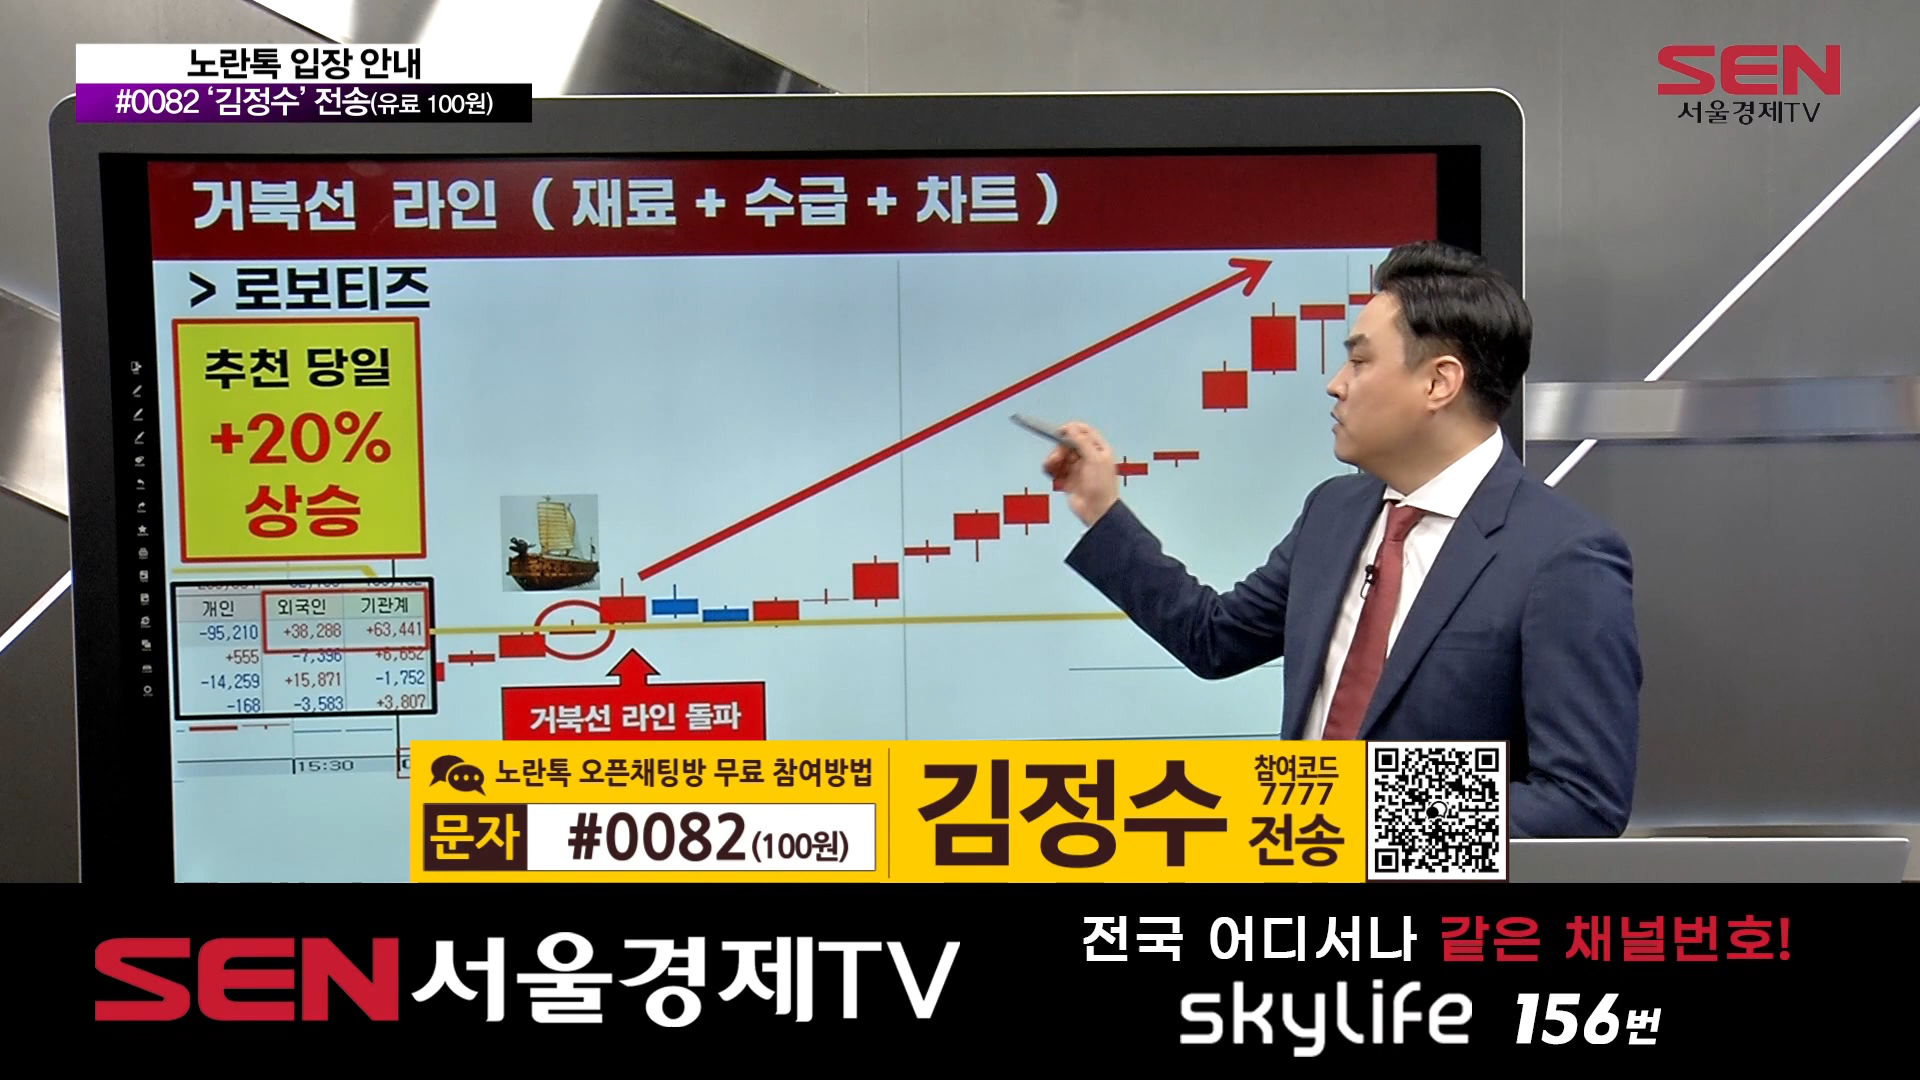 노란톡 입장 안내
#0082 ‘김정수’ 전송(유료 100원)
SEN
서울경제TV
거북선 라인 ( 재료 + 수급 + 차트 )
> 로보티즈
추천 당일
+20%
상승
개인 외국인 기관계
-95,210 +38,288 +63,441
+555 -7,396 +6,652
-14,259 +15,871 -1,752
-168 -3,583 +3,807
15:30
거북선 라인 돌파
노란톡 오픈채팅방 무료 참여방법
문자 #0082(100원)
김정수
참여코드
7777
전송
SEN서울경제TV
전국 어디서나 같은 채널번호!
skylife 156번